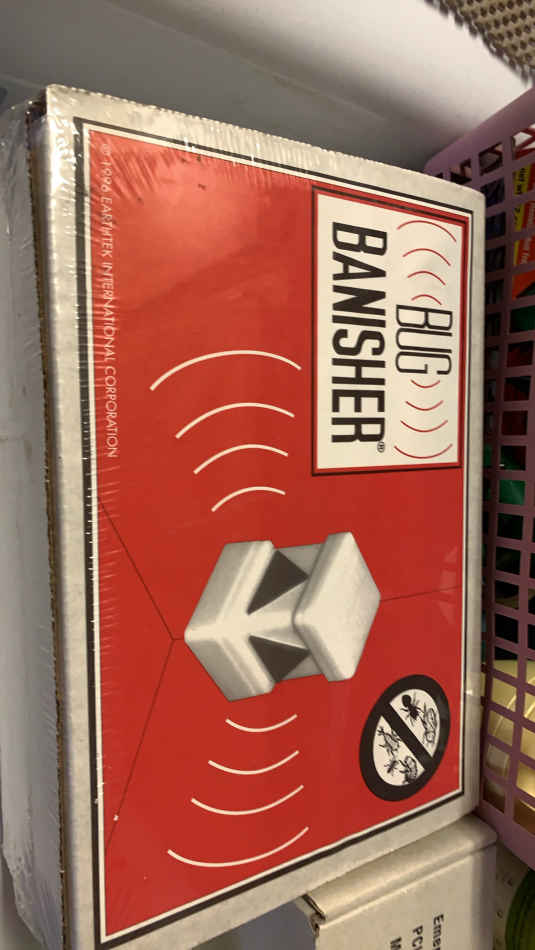 BUG
BANISHER®
© 1996 EARTHTEK INTERNATIONAL CORPORATION